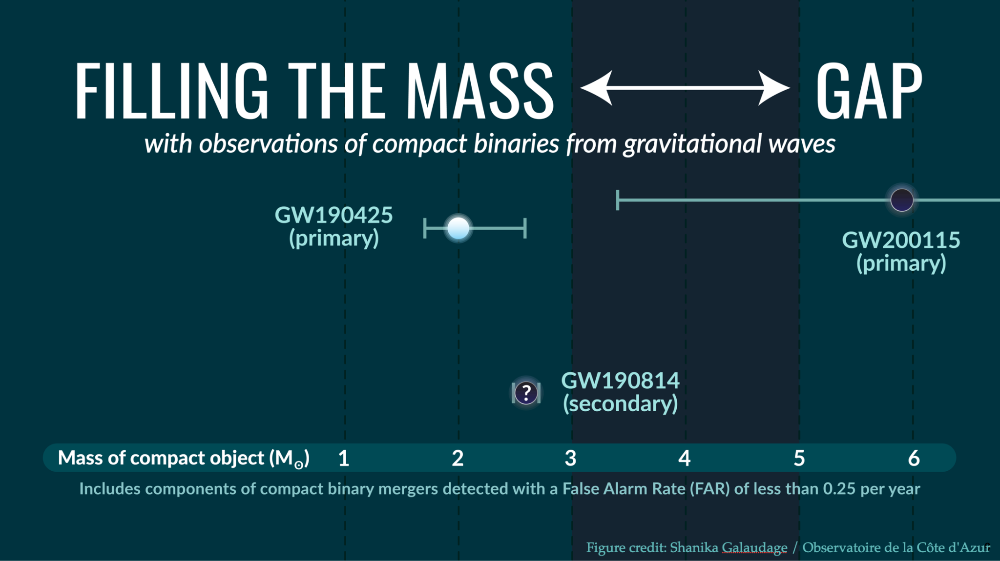 FILLING THE MASS GAP
with observations of compact binaries from gravitational waves
GW190425
(primary)
GW200115
(primary)
?
GW190814
(secondary)
Mass of compact object (M☉) 1 2 3 4 5 6
Includes components of compact binary mergers detected with a False Alarm Rate (FAR) of less than 0.25 per year
Figure credit: Shanika Galaudage / Observatoire de la Côte d'Azur